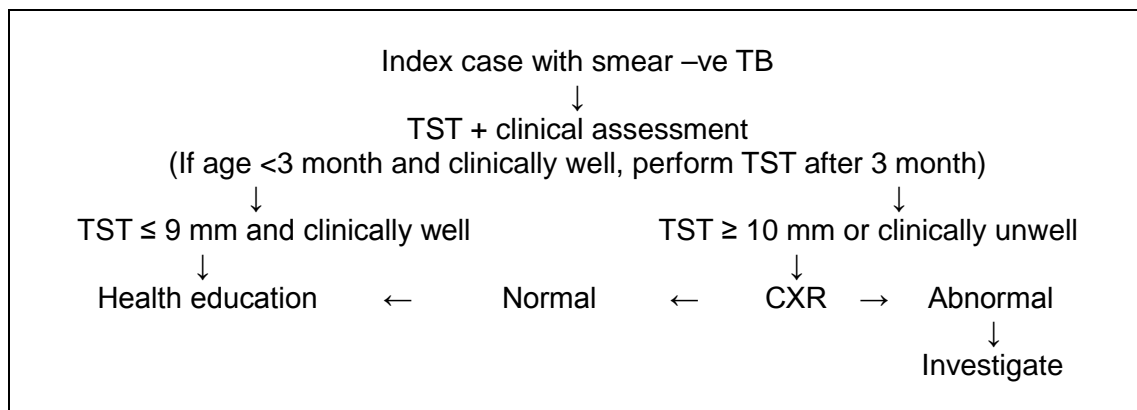 Index case with smear –ve TB
↓
TST + clinical assessment
(If age <3 month and clinically well, perform TST after 3 month)
↓ ↓
TST ≤ 9 mm and clinically well TST ≥ 10 mm or clinically unwell
↓ ↓
Health education ← Normal ← CXR → Abnormal
↓
Investigate